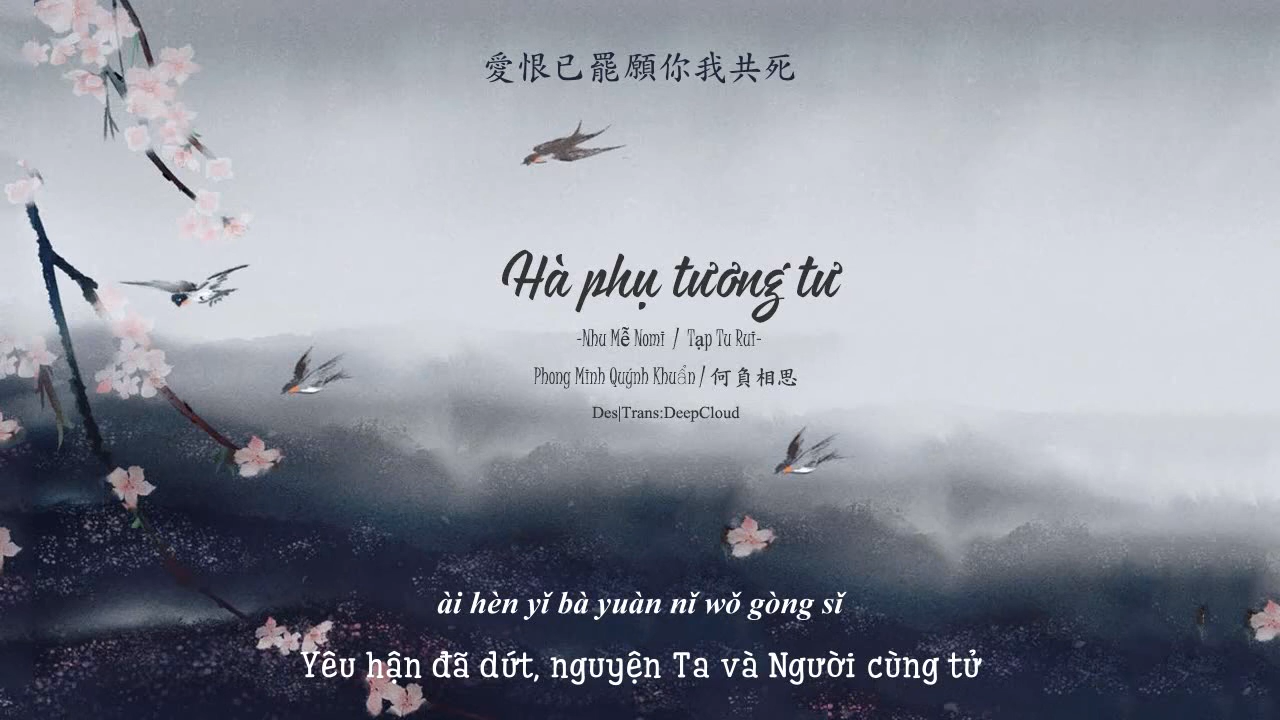 愛恨已罷願你我共死
Hà phụ tương tư
-Như Mễ Nomi / Tạp Tu Rui-
Phong Minh Quỳnh Khuẩn / 何負相思
Des|Trans:DeepCloud
ài hèn yǐ bà yuàn nǐ wǒ gòng sǐ
Yêu hận đã dứt, nguyện Ta và Người cùng tử